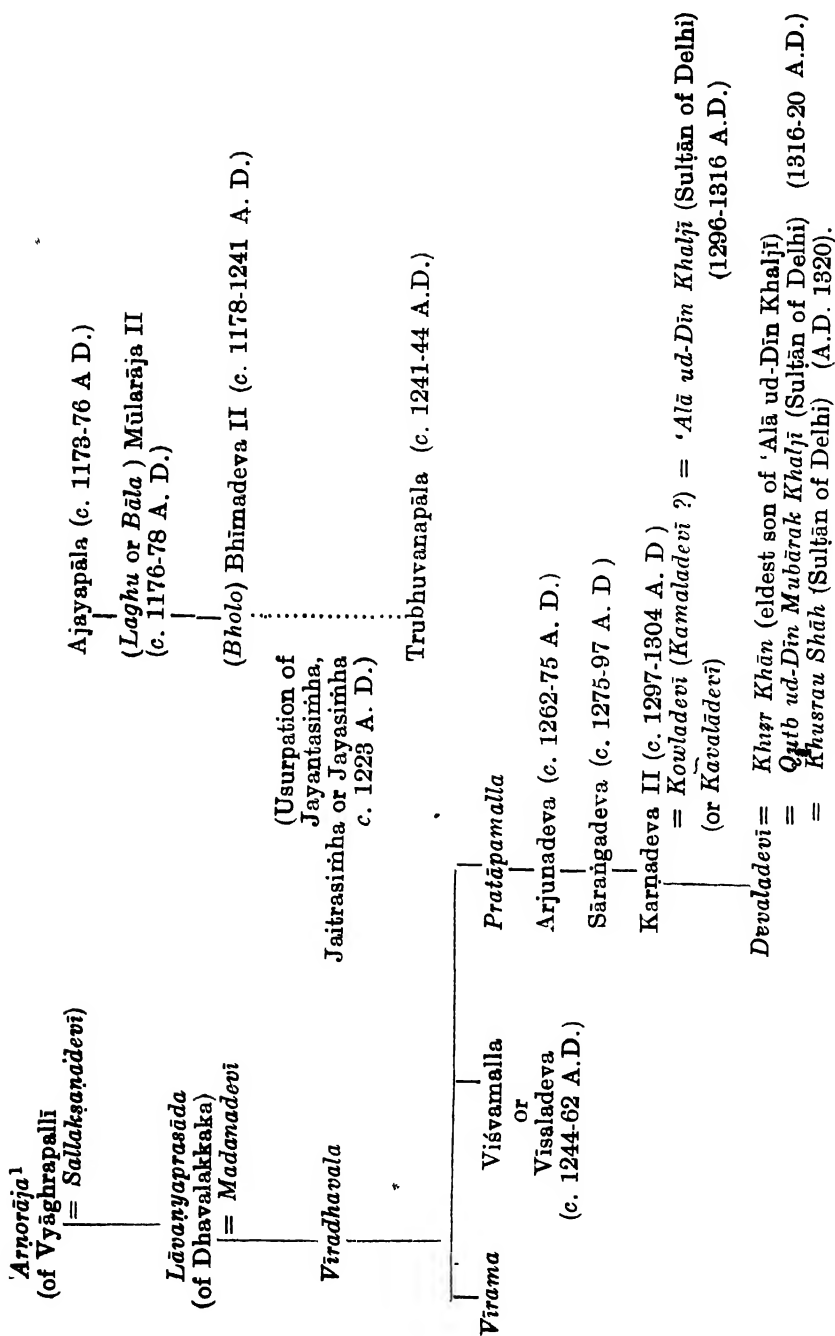 'Arṇorāja¹
(of Vyāghrapallī
= Sallakṣaṇadevī)
Lāvaṇyaprasāda
(of Dhavalakkaka)
= Madanadevī
Vīradhavala
Vīrama
Viśvamalla
or
Vīsaladeva
(c. 1244-62 A.D.)
Pratāpamalla
Arjunadeva (c. 1262-75 A. D.)
Sāraṅgadeva (c. 1275-97 A. D )
Karṇadeva II (c. 1297-1304 A. D )
= Kowladevī (Kamaladevī ?) = 'Alā ud-Dīn Khaljī (Sulṭān of Delhi)
(or Kavalādevī) (1296-1316 A.D.)
Devaladevī = Khiẓr Khān (eldest son of 'Alā ud-Dīn Khaljī)
= Quṭb ud-Dīn Mubārak Khaljī (Sulṭān of Delhi) (1316-20 A.D.)
= Khusrau Shāh (Sulṭān of Delhi) (A.D. 1320).
Ajayapāla (c. 1173-76 A D.)
(Laghu or Bāla ) Mūlarāja II
(c. 1176-78 A. D.)
(Bholo) Bhīmadeva II (c. 1178-1241 A. D.)
(Usurpation of
Jayantasiṁha,
Jaitrasiṁha or Jayasiṁha
c. 1223 A. D.)
Trubhuvanapāla (c. 1241-44 A.D.)